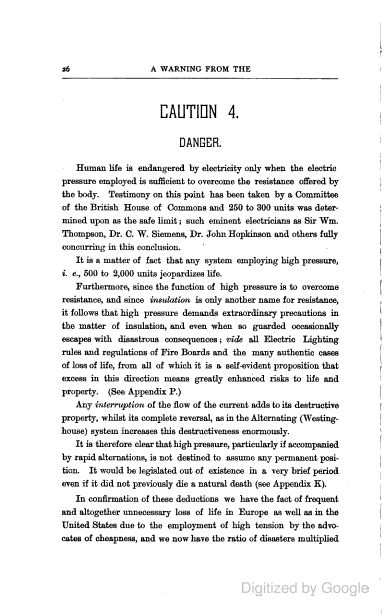 26
A WARNING FROM THE
CAUTION 4.
DANGER.
Human life is endangered by electricity only when the electric
pressure employed is sufficient to overcome the resistance offered by
the body. Testimony on this point has been taken by a Committee
of the British House of Commons and 250 to 300 units was deter-
mined upon as the safe limit; such eminent electricians as Sir Wm.
Thompson, Dr. C. W. Siemens, Dr. John Hopkinson and others fully
concurring in this conclusion.
It is a matter of fact that any system employing high pressure,
i. e., 500 to 2,000 units jeopardizes life.
Furthermore, since the function of high pressure is to overcome
resistance, and since insulation is only another name for resistance,
it follows that high pressure demands extraordinary precautions in
the matter of insulation, and even when so guarded occasionally
escapes with disastrous consequences; vide all Electric Lighting
rules and regulations of Fire Boards and the many authentic cases
of loss of life, from all of which it is a self-evident proposition that
excess in this direction means greatly enhanced risks to life and
property. (See Appendix P.)
Any interruption of the flow of the current adds to its destructive
property, whilst its complete reversal, as in the Alternating (Westing-
house) system increases this destructiveness enormously.
It is therefore clear that high pressure, particularly if accompanied
by rapid alternations, is not destined to assume any permanent posi-
tion. It would be legislated out of existence in a very brief period
even if it did not previously die a natural death (see Appendix K).
In confirmation of these deductions we have the fact of frequent
and altogether unnecessary loss of life in Europe as well as in the
United States due to the employment of high tension by the advo-
cates of cheapness, and we now have the ratio of disasters multiplied
Digitized by Google